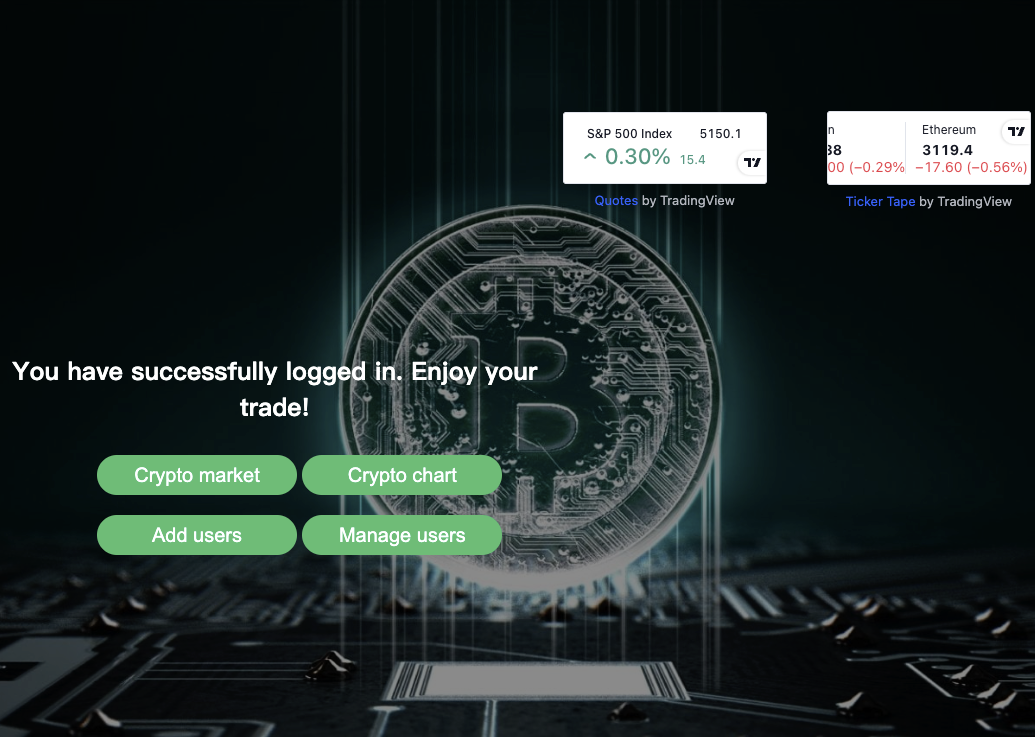 S&P 500 Index 5150.1
0.30% 15.4
Quotes by TradingView
n Ethereum
38 3119.4
00 (−0.29% −17.60 (−0.56%)
Ticker Tape by TradingView
You have successfully logged in. Enjoy your
trade!
Crypto market Crypto chart
Add users Manage users